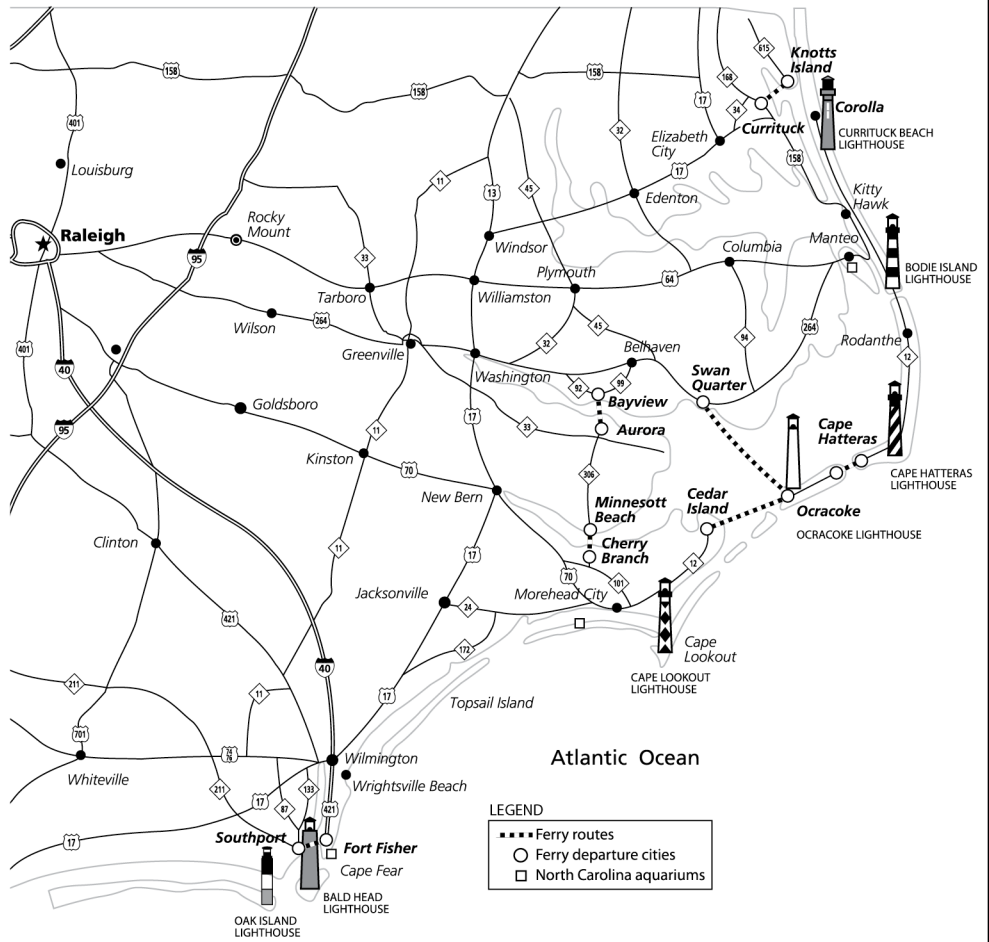 615
Knotts
Island
158
158
168
158
17
34
Corolla
401
32
Elizabeth
City
Currituck
CURRITUCK BEACH
LIGHTHOUSE
158
Louisburg
11
13
45
17
Edenton
Kitty
Hawk
Rocky
Mount
Raleigh
Windsor
Columbia
Manteo
95
33
Plymouth
64
BODIE ISLAND
LIGHTHOUSE
Tarboro
Williamston
Wilson
264
45
264
401
Greenville
32
94
Rodanthe
Belhaven
12
40
Washington
92
99
Swan
Quarter
Bayview
Goldsboro
17
95
11
33
Aurora
Cape
Hatteras
Kinston
70
306
CAPE HATTERAS
LIGHTHOUSE
New Bern
Minnesott
Beach
Cedar
Island
Ocracoke
OCRACOKE LIGHTHOUSE
Clinton
11
17
Cherry
Branch
12
70
101
Jacksonville
24
Morehead City
421
172
Cape
Lookout
40
CAPE LOOKOUT
LIGHTHOUSE
211
11
17
Topsail Island
701
74
76
Wilmington
Atlantic Ocean
Whiteville
211
133
Wrightsville Beach
17
87
421
LEGEND
Ferry routes
17
Southport
Fort Fisher
Ferry departure cities
Cape Fear
North Carolina aquariums
BALD HEAD
LIGHTHOUSE
OAK ISLAND
LIGHTHOUSE